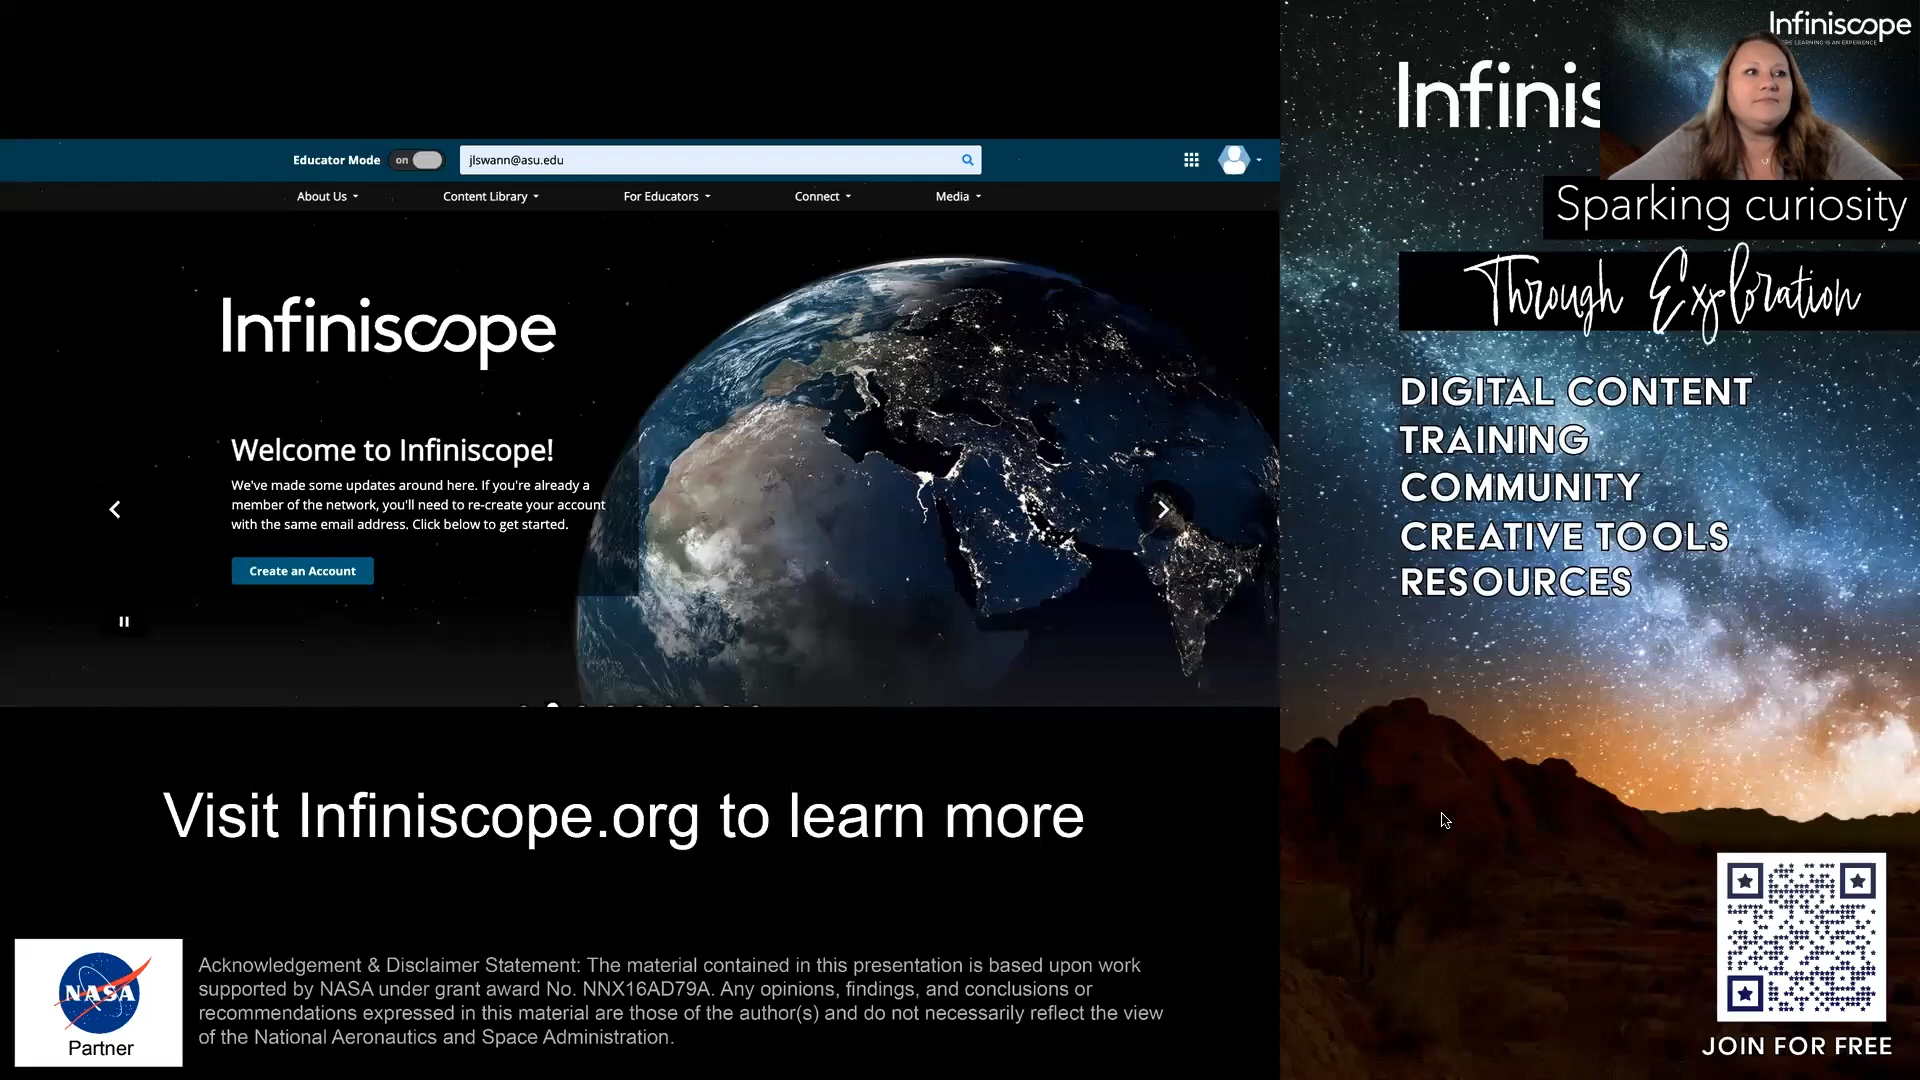 Educator Mode on jlswann@asu.edu
About Us Content Library For Educators Connect Media
Infiniscope
Welcome to Infiniscope!
We've made some updates around here. If you're already a
member of the network, you'll need to re-create your account
with the same email address. Click below to get started.
Create an Account
Visit Infiniscope.org to learn more
NASA
Partner
Acknowledgement & Disclaimer Statement: The material contained in this presentation is based upon work
supported by NASA under grant award No. NNX16AD79A. Any opinions, findings, and conclusions or
recommendations expressed in this material are those of the author(s) and do not necessarily reflect the view
of the National Aeronautics and Space Administration.
Infiniscope
LEARNING IS AN EXPERIENCE
Infinis
Sparking curiosity
Through Exploration
DIGITAL CONTENT
TRAINING
COMMUNITY
CREATIVE TOOLS
RESOURCES
JOIN FOR FREE